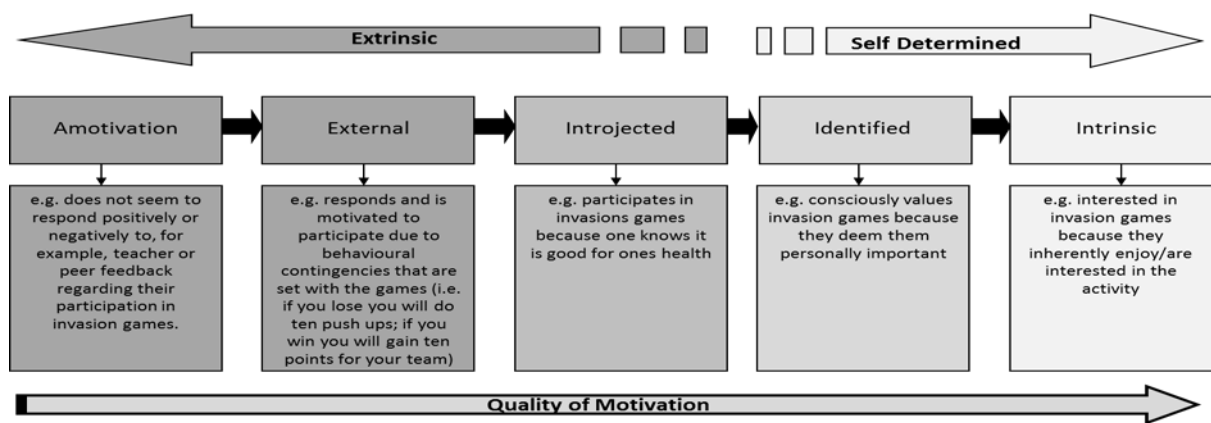 Extrinsic
Self Determined
Amotivation
External
Introjected
Identified
Intrinsic
e.g. does not seem to
respond positively or
negatively to, for
example, teacher or
peer feedback
regarding their
participation in
invasion games.
e.g. responds and is
motivated to
participate due to
behavioural
contingencies that are
set with the games (i.e.
if you lose you will do
ten push ups; if you
win you will gain ten
points for your team)
e.g. participates in
invasions games
because one knows it
is good for ones health
e.g. consciously values
invasion games because
they deem them
personally important
e.g. interested in
invasion games
because they
inherently enjoy/are
interested in the
activity
Quality of Motivation